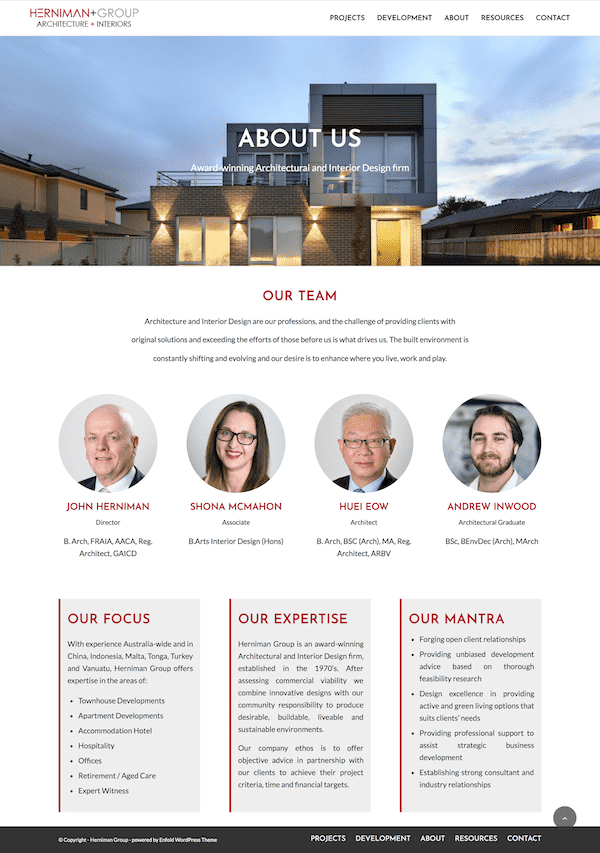 HERNIMAN+GROUP
ARCHITECTURE + INTERIORS
PROJECTS DEVELOPMENT ABOUT RESOURCES CONTACT
ABOUT US
Award-winning Architectural and Interior Design firm
OUR TEAM
Architecture and Interior Design are our professions, and the challenge of providing clients with
original solutions and exceeding the efforts of those before us is what drives us. The built environment is
constantly shifting and evolving and our desire is to enhance where you live, work and play.
JOHN HERNIMAN
Director
B. Arch, FRAIA, AACA, Reg.
Architect, GAICD
SHONA MCMAHON
Associate
B.Arts Interior Design (Hons)
HUEI EOW
Architect
B. Arch, BSC (Arch), MA, Reg.
Architect, ARBV
ANDREW INWOOD
Architectural Graduate
BSc, BEnvDec (Arch), MArch
OUR FOCUS
With experience Australia-wide and in
China, Indonesia, Malta, Tonga, Turkey
and Vanuatu, Herniman Group offers
expertise in the areas of:
• Townhouse Developments
• Apartment Developments
• Accommodation Hotel
• Hospitality
• Offices
• Retirement / Aged Care
• Expert Witness
OUR EXPERTISE
Herniman Group is an award-winning
Architectural and Interior Design firm,
established in the 1970's. After
assessing commercial viability we
combine innovative designs with our
community responsibility to produce
desirable, buildable, liveable and
sustainable environments.
Our company ethos is to offer
objective advice in partnership with
our clients to achieve their project
criteria, time and financial targets.
OUR MANTRA
• Forging open client relationships
• Providing unbiased development
advice based on thorough
feasibility research
• Design excellence in providing
active and green living options that
suits clients' needs
• Providing professional support to
assist strategic business
development
• Establishing strong consultant and
industry relationships
© Copyright - Herniman Group - powered by Enfold WordPress Theme
PROJECTS DEVELOPMENT ABOUT RESOURCES CONTACT